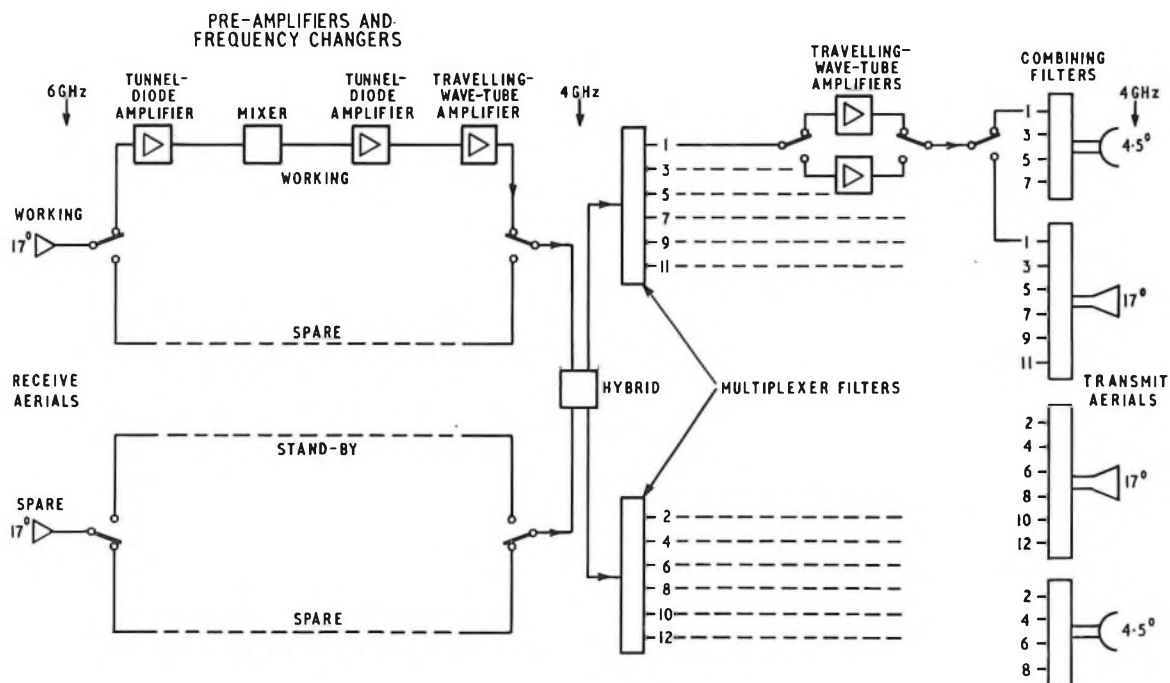 PRE-AMPLIFIERS AND
FREQUENCY CHANGERS
6GHz
TUNNEL-
DIODE
AMPLIFIER
MIXER
TUNNEL-
DIODE
AMPLIFIER
TRAVELLING-
WAVE-TUBE
AMPLIFIER
4GHz
TRAVELLING-
WAVE-TUBE
AMPLIFIERS
COMBINING
FILTERS
4GHz
WORKING
WORKING
17°
SPARE
RECEIVE
AERIALS
STAND-BY
SPARE
17°
SPARE
HYBRID
MULTIPLEXER FILTERS
1
3
5
7
9
11
2
4
6
8
10
12
1
3
5
7
4·5°
1
3
5
7
9
11
17°
TRANSMIT
AERIALS
2
4
6
8
10
12
17°
2
4
6
8
4·5°